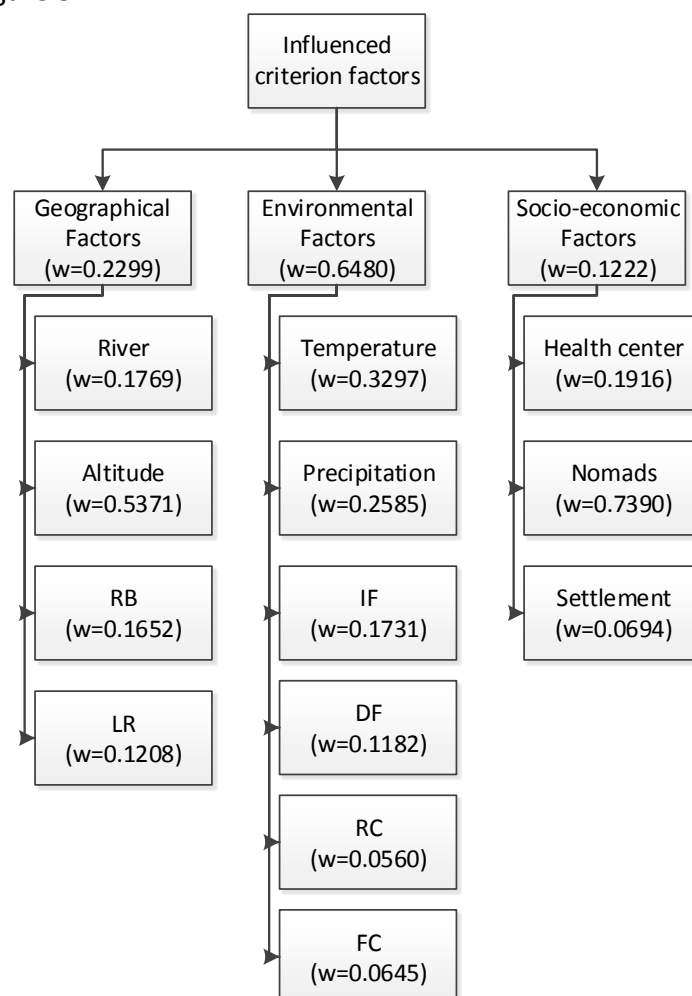 Influenced
criterion factors
Geographical
Factors
(w=0.2299)
River
(w=0.1769)
Altitude
(w=0.5371)
RB
(w=0.1652)
LR
(w=0.1208)
Environmental
Factors
(w=0.6480)
Temperature
(w=0.3297)
Precipitation
(w=0.2585)
IF
(w=0.1731)
DF
(w=0.1182)
RC
(w=0.0560)
FC
(w=0.0645)
Socio-economic
Factors
(w=0.1222)
Health center
(w=0.1916)
Nomads
(w=0.7390)
Settlement
(w=0.0694)